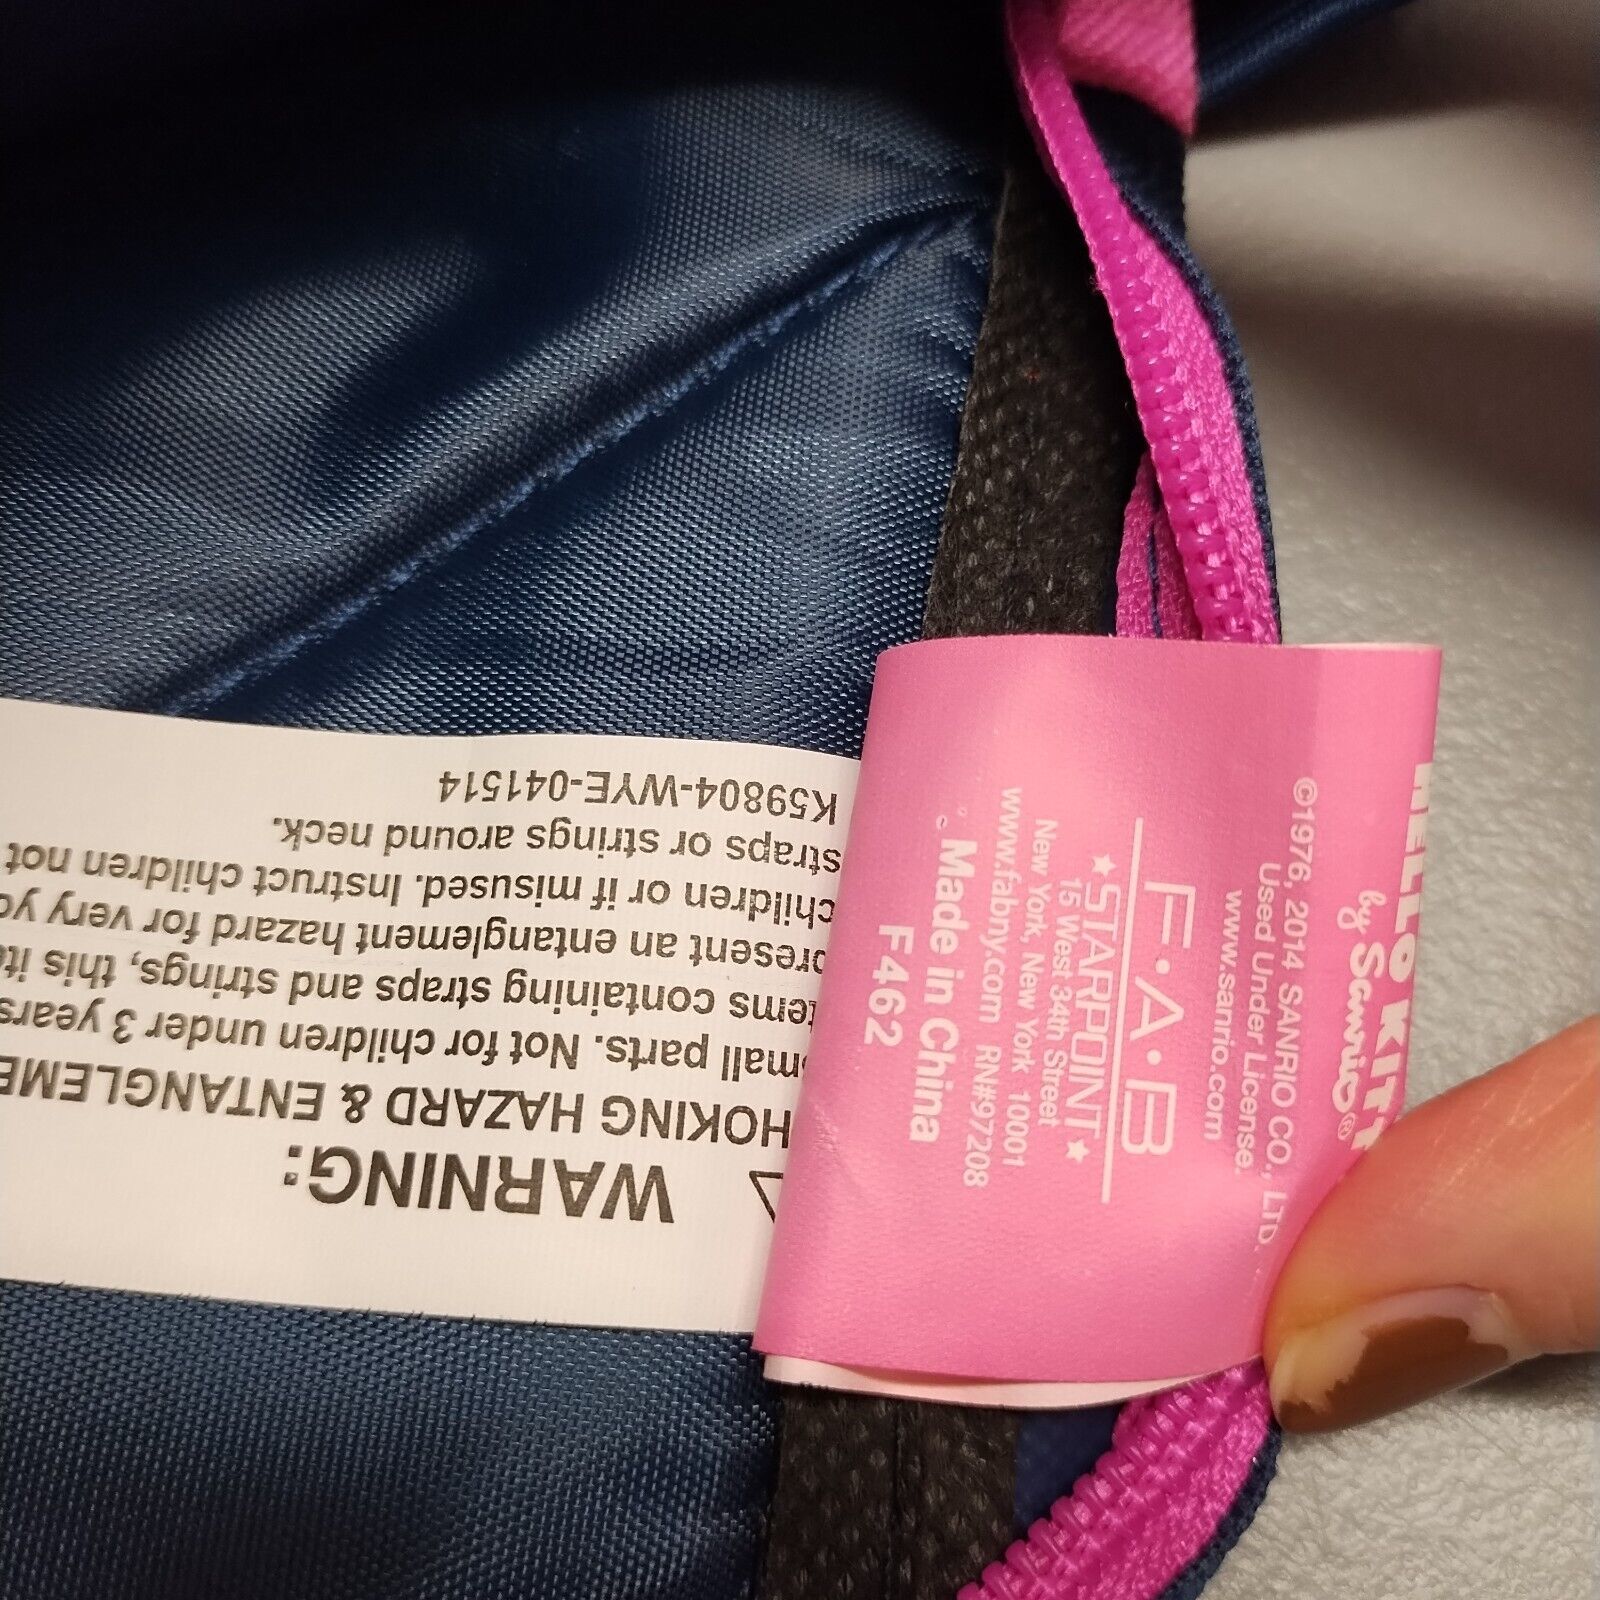 HELLO KITTY
by Sanrio®
©1976, 2014 SANRIO CO., LTD.
Used Under License.
www.sanrio.com
F•A•B
★STARPOINT★
15 West 34th Street
New York, New York 10001
www.fabny.com RN#97208
Made in China
F462
⚠ WARNING:
HOKING HAZARD & ENTANGLEME
small parts. Not for children under 3 years
tems containing straps and strings, this ite
present an entanglement hazard for very yo
children or if misused. Instruct children not
straps or strings around neck.
K59804-WYE-041514